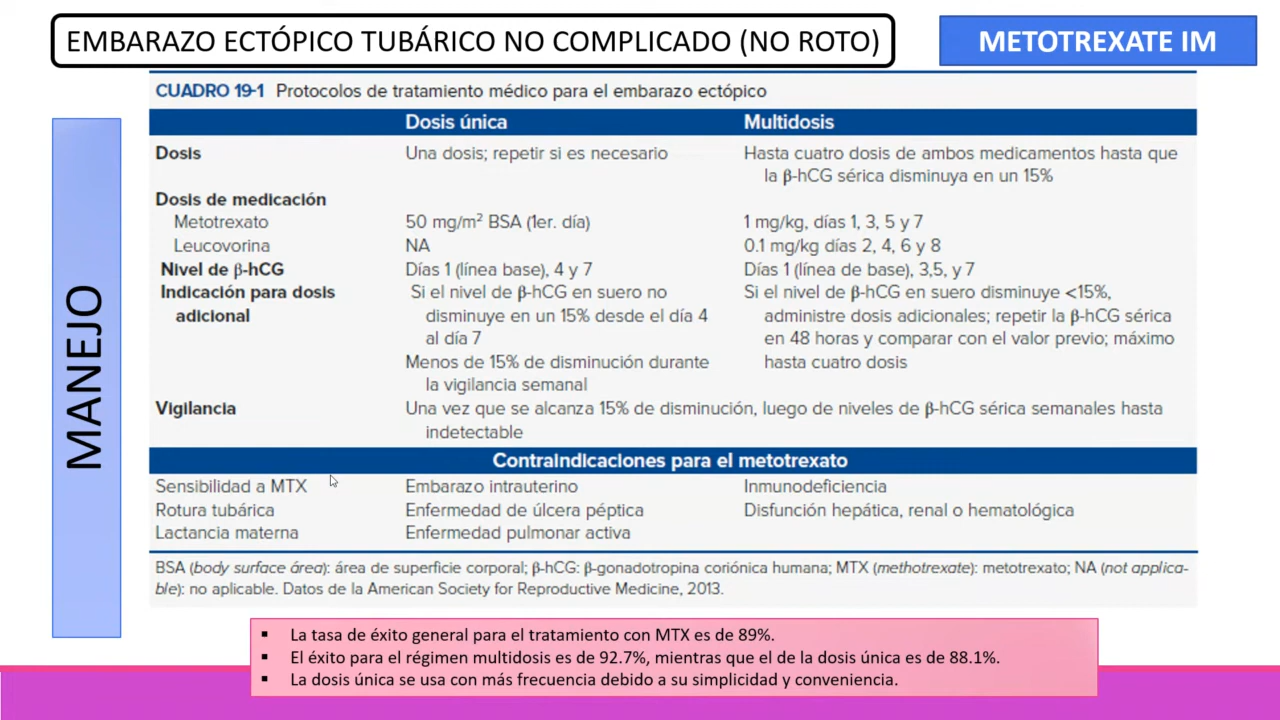 EMBARAZO ECTÓPICO TUBÁRICO NO COMPLICADO (NO ROTO)
METOTREXATE IM
MANEJO
CUADRO 19-1 Protocolos de tratamiento médico para el embarazo ectópico
Dosis única Multidosis
Dosis Una dosis; repetir si es necesario Hasta cuatro dosis de ambos medicamentos hasta que
la β-hCG sérica disminuya en un 15%
Dosis de medicación
Metotrexato 50 mg/m² BSA (1er. día) 1 mg/kg, días 1, 3, 5 y 7
Leucovorina NA 0.1 mg/kg días 2, 4, 6 y 8
Nivel de β-hCG Días 1 (línea base), 4 y 7 Días 1 (línea de base), 3,5, y 7
Indicación para dosis Si el nivel de β-hCG en suero no Si el nivel de β-hCG en suero disminuye <15%,
adicional disminuye en un 15% desde el día 4 administre dosis adicionales; repetir la β-hCG sérica
al día 7 en 48 horas y comparar con el valor previo; máximo
Menos de 15% de disminución durante hasta cuatro dosis
la vigilancia semanal
Vigilancia Una vez que se alcanza 15% de disminución, luego de niveles de β-hCG sérica semanales hasta
indetectable
Contraindicaciones para el metotrexato
Sensibilidad a MTX Embarazo intrauterino Inmunodeficiencia
Rotura tubárica Enfermedad de úlcera péptica Disfunción hepática, renal o hematológica
Lactancia materna Enfermedad pulmonar activa
BSA (body surface área): área de superficie corporal; β-hCG: β-gonadotropina coriónica humana; MTX (methotrexate): metotrexato; NA (not applica-
ble): no aplicable. Datos de la American Society for Reproductive Medicine, 2013.
▪ La tasa de éxito general para el tratamiento con MTX es de 89%.
▪ El éxito para el régimen multidosis es de 92.7%, mientras que el de la dosis única es de 88.1%.
▪ La dosis única se usa con más frecuencia debido a su simplicidad y conveniencia.